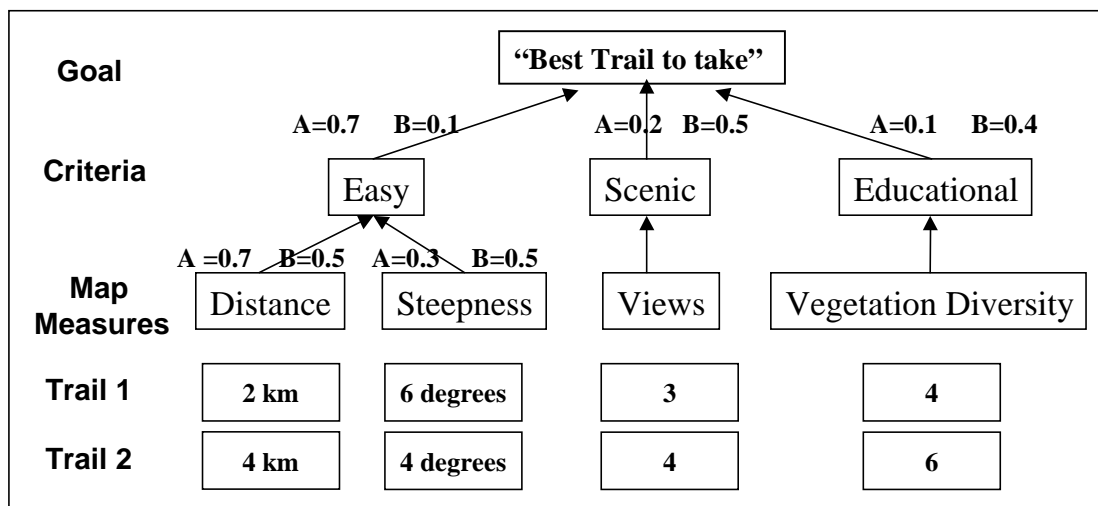 Goal
“Best Trail to take”
A=0.7 B=0.1 A=0.2 B=0.5 A=0.1 B=0.4
Criteria
Easy Scenic Educational
A =0.7 B=0.5 A=0.3 B=0.5
Map
Measures
Distance Steepness Views Vegetation Diversity
Trail 1 2 km 6 degrees 3 4
Trail 2 4 km 4 degrees 4 6